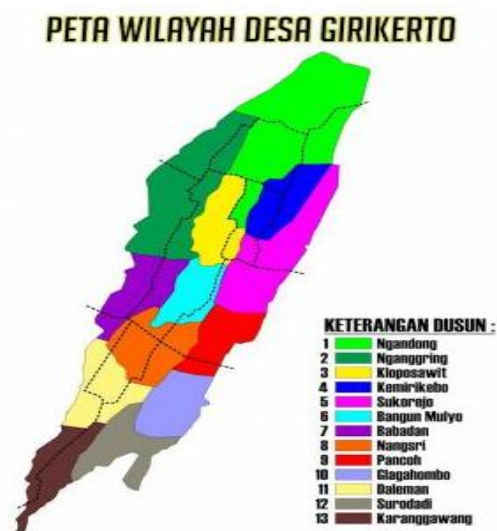 PETA WILAYAH DESA GIRIKERTO
KETERANGAN DUSUN :
1 Ngandong
2 Nganggring
3 Kloposawit
4 Kemirikebo
5 Sukorejo
6 Bangun Mulyo
7 Babadan
8 Nangsri
9 Pancoh
10 Glagahombo
11 Daleman
12 Surodadi
13 Karanggawang